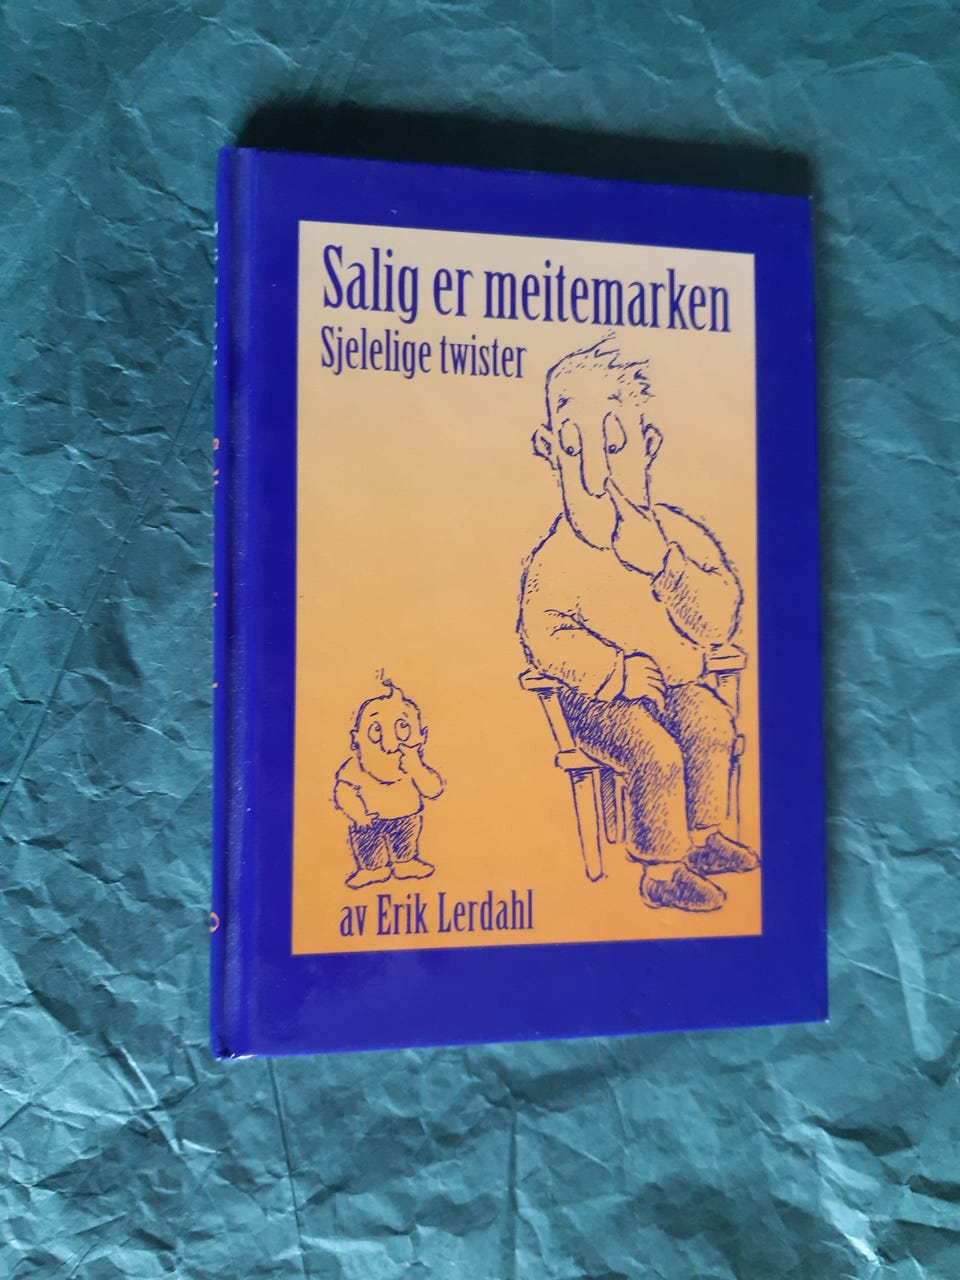 Salig er meitemarken
Sjelelige twister
av Erik Lerdahl